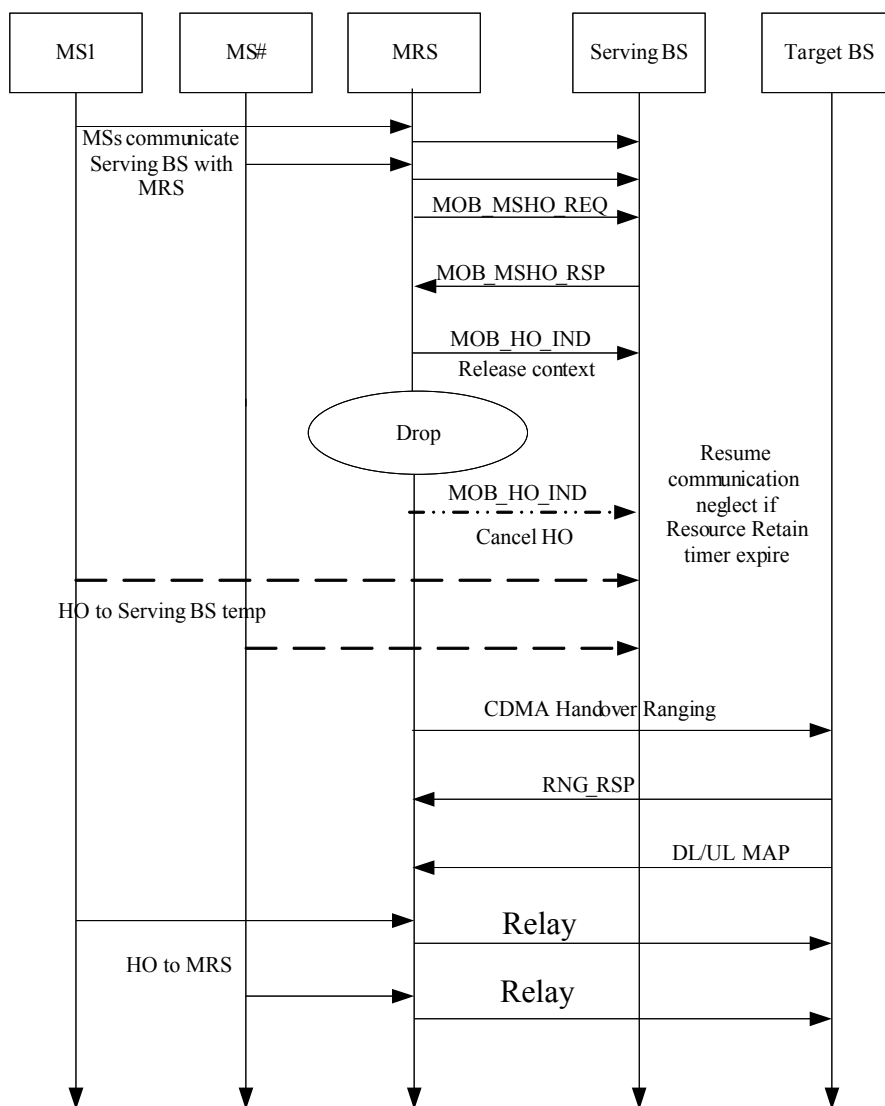 MS1
MS#
MRS
Serving BS
Target BS
MSs communicate
Serving BS with
MRS
MOB_MSHO_REQ
MOB_MSHO_RSP
MOB_HO_IND
Release context
Drop
Resume
communication
neglect if
Resource Retain
timer expire
MOB_HO_IND
Cancel HO
HO to Serving BS temp
CDMA Handover Ranging
RNG_RSP
DL/UL MAP
Relay
HO to MRS
Relay